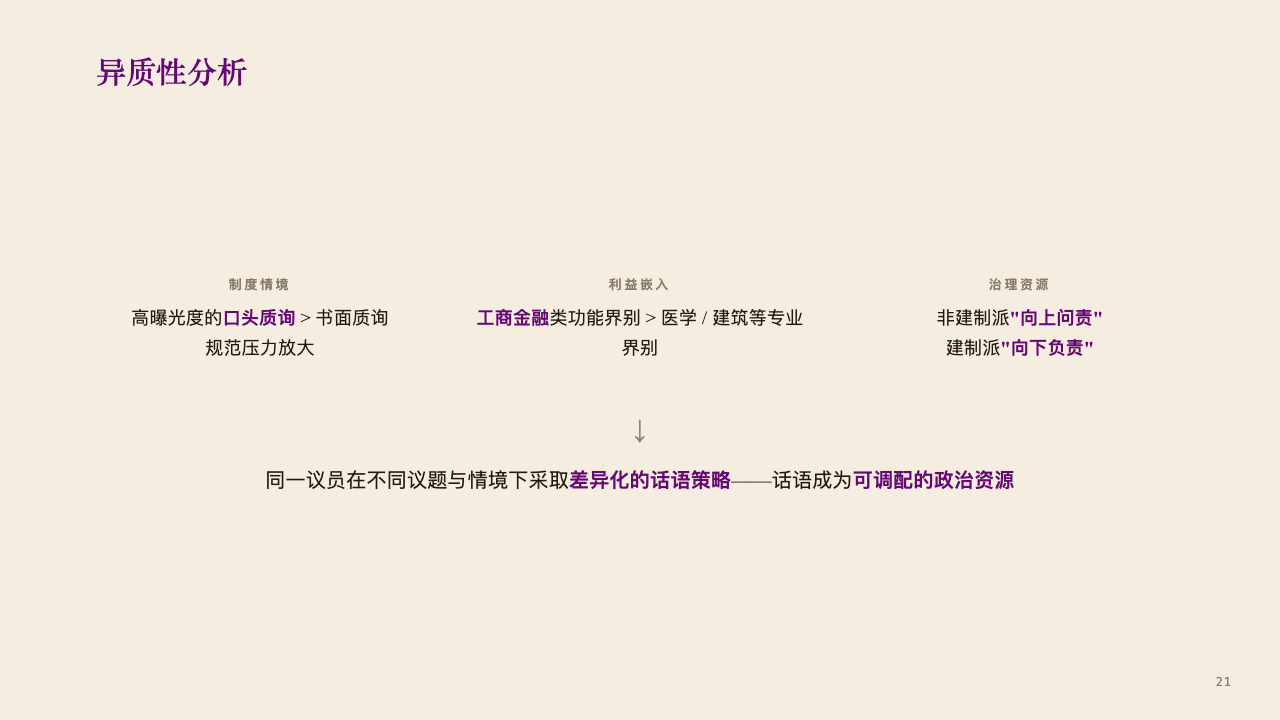 异质性分析
制度情境
高曝光度的口头质询 > 书面质询
规范压力放大
利益嵌入
工商金融类功能界别 > 医学 / 建筑等专业
界别
治理资源
非建制派"向上问责"
建制派"向下负责"
↓
同一议员在不同议题与情境下采取差异化的话语策略——话语成为可调配的政治资源
21